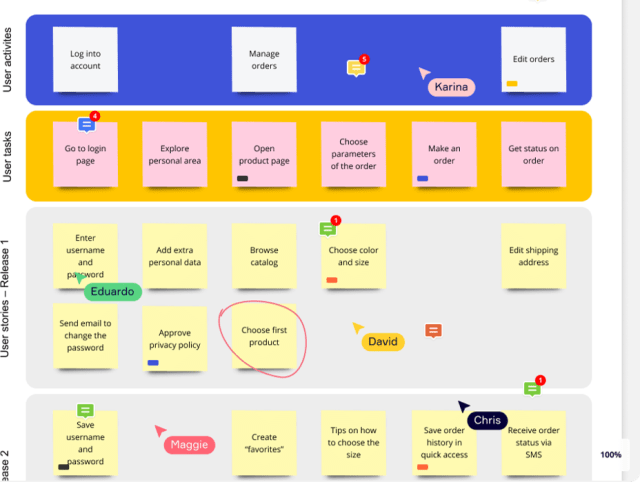 User activites
Log into
account
Manage
orders
5
Karina
Edit orders
User tasks
4
Go to login
page
Explore
personal area
Open
product page
Choose
parameters
of the order
Make an
order
Get status on
order
User stories – Release 1
Enter
username
and
password
Eduardo
Add extra
personal data
Browse
catalog
1
Choose color
and size
Edit shipping
address
Send email to
change the
password
Approve
privacy policy
Choose first
product
David
ease 2
Save
username
and
password
Maggie
Create
“favorites”
Tips on how
to choose the
size
Chris
Save order
history in
quick access
1
Receive order
status via
SMS
100%